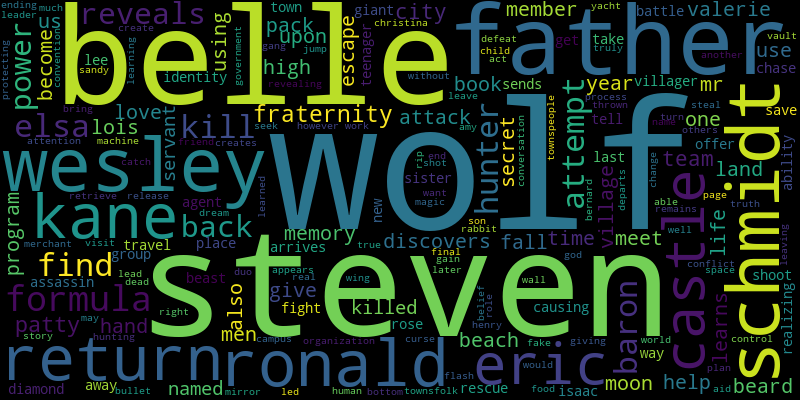 ending much town giant city member battle yacht vault
leader pack reveals valerie defeat christina
us learning upon jump truly
conventional using high escape teenager father get take another
sandy create identity gang use
power become belle book sends child act without chase
protecting lee government revealing year villager mr save
love servant fraternity attack hunter secret attempt tell one
elsa lois kill seek however work leave amy process thrown turn steal
bring machine friend creates shot conversation townspeople name others
attention catch rip end last team offer ability
wesley wolf want sister magic bernard village land page
program kane back memory new son rabbit able remains life truth
retrieve release agent dream discovers fall time meet departs well
merchant visit travel place arrives true final gain later god conflict space
find group beast appears real wing belief role wall change castle schmidt
assassin lead dead duo steven causing baron shoot leaving
formula also give killed henry learns realizing
patty hand right men fight rose beach fake giving world plan control
story may hunting campus organization curse would way
return ronald eric moon help beard
diamond away named human led flash food isaac aid
bullet mirror bottom townsfolk rescue